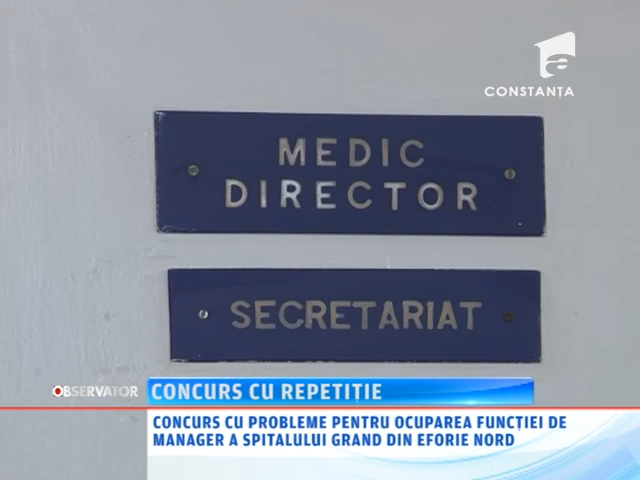 CONSTANȚA
MEDIC
DIRECTOR
SECRETARIAT
OBSERVATOR
CONCURS CU REPETIȚIE
CONCURS CU PROBLEME PENTRU OCUPAREA FUNCȚIEI DE
MANAGER A SPITALULUI GRAND DIN EFORIE NORD